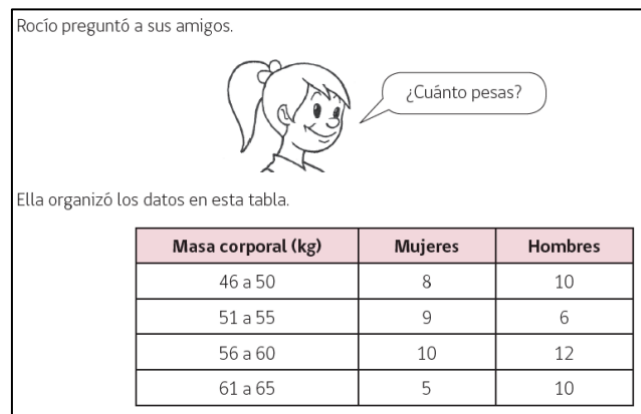 Rocío preguntó a sus amigos.
¿Cuánto pesas?
Ella organizó los datos en esta tabla.
Masa corporal (kg) Mujeres Hombres
46 a 50 8 10
51 a 55 9 6
56 a 60 10 12
61 a 65 5 10